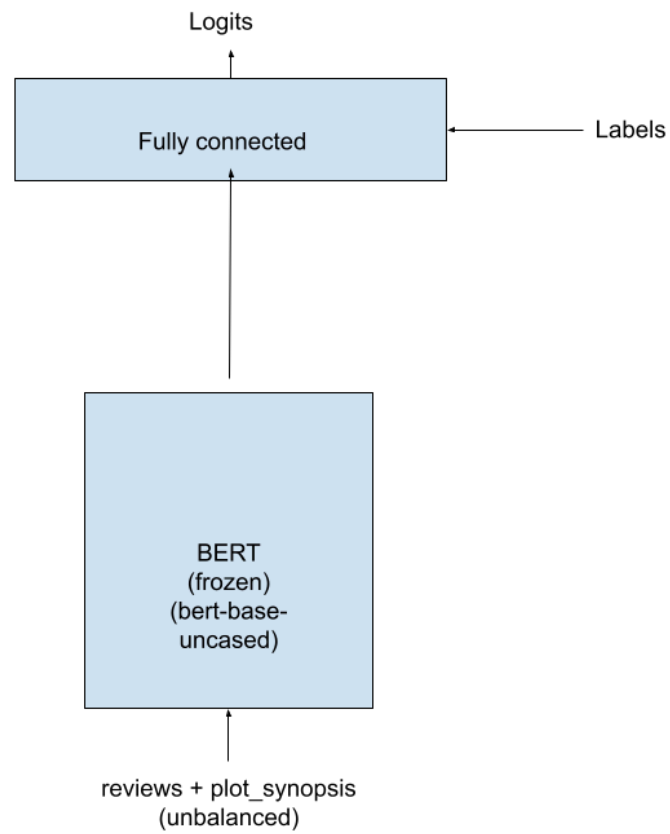 Logits
Fully connected
Labels
BERT
(frozen)
(bert-base-
uncased)
reviews + plot_synopsis
(unbalanced)